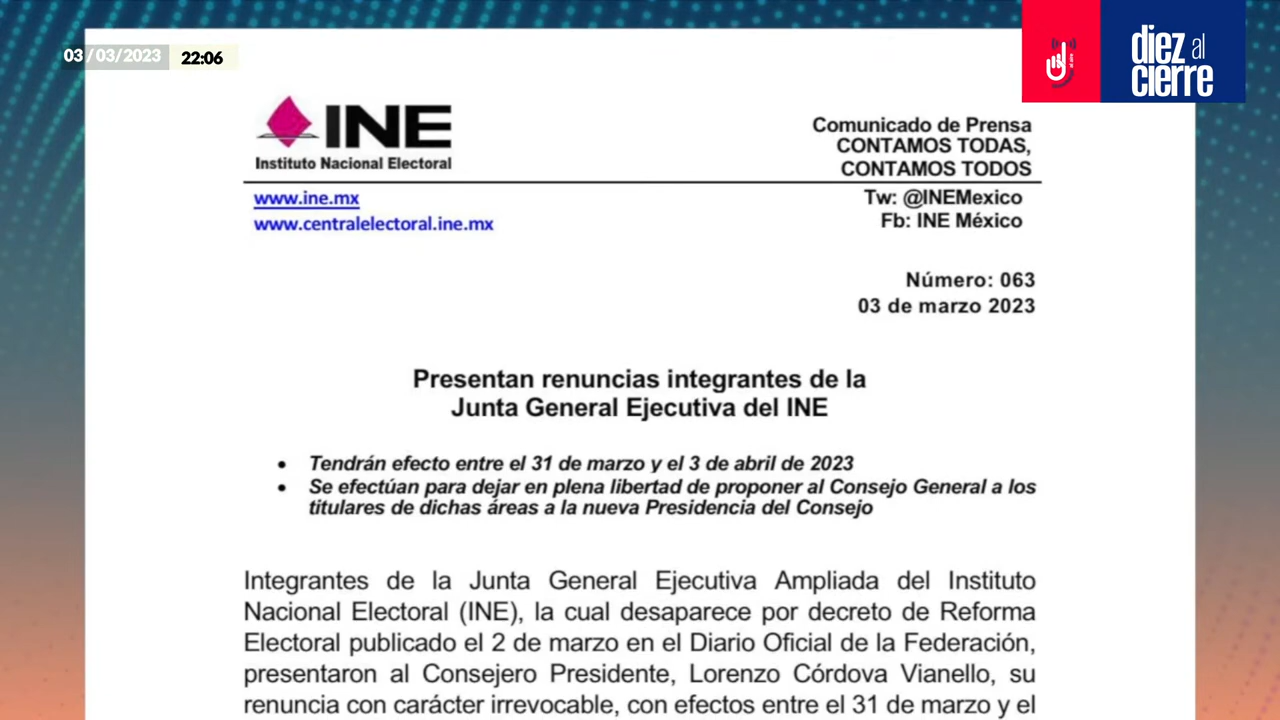 03/03/2023 22:06
diez al
cierre
al aire
INE
Instituto Nacional Electoral
www.ine.mx
www.centralelectoral.ine.mx
Comunicado de Prensa
CONTAMOS TODAS,
CONTAMOS TODOS
Tw: @INEMexico
Fb: INE México
Número: 063
03 de marzo 2023
Presentan renuncias integrantes de la
Junta General Ejecutiva del INE
• Tendrán efecto entre el 31 de marzo y el 3 de abril de 2023
• Se efectúan para dejar en plena libertad de proponer al Consejo General a los
titulares de dichas áreas a la nueva Presidencia del Consejo
Integrantes de la Junta General Ejecutiva Ampliada del Instituto
Nacional Electoral (INE), la cual desaparece por decreto de Reforma
Electoral publicado el 2 de marzo en el Diario Oficial de la Federación,
presentaron al Consejero Presidente, Lorenzo Córdova Vianello, su
renuncia con carácter irrevocable, con efectos entre el 31 de marzo y el